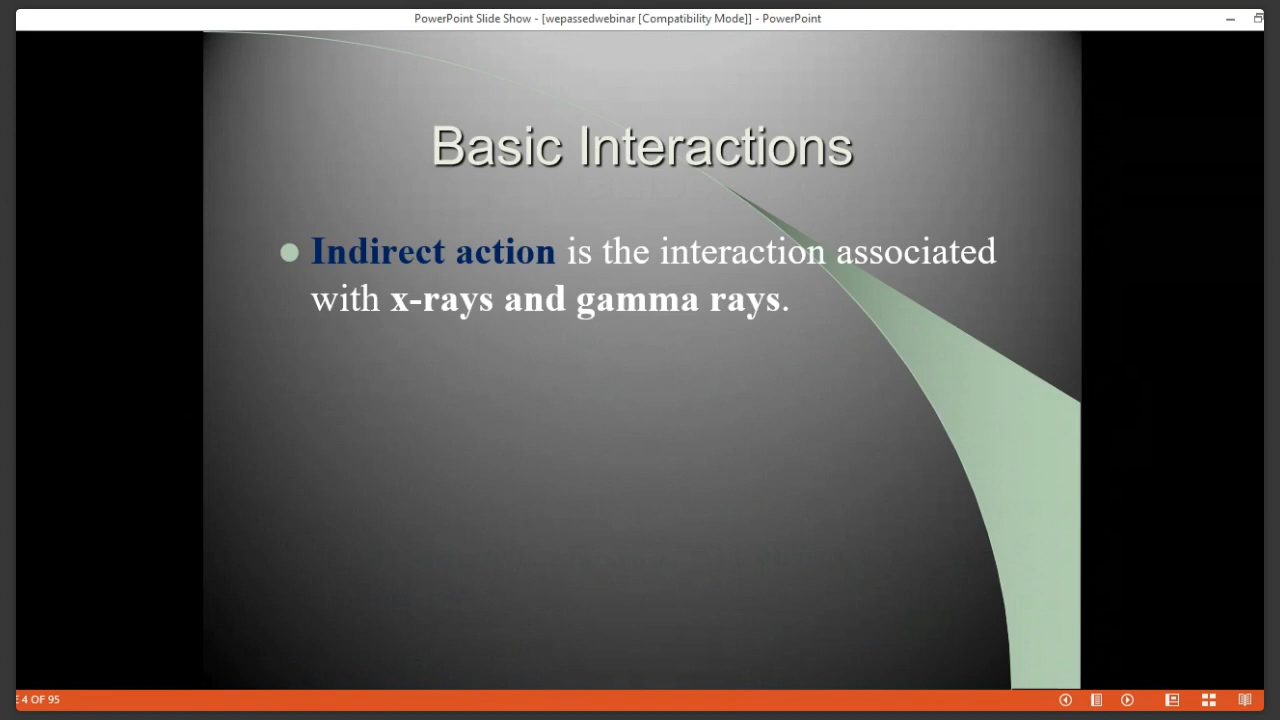 PowerPoint Slide Show - [wepassedwebinar [Compatibility Mode]] - PowerPoint
Basic Interactions
Indirect action is the interaction associated
with x-rays and gamma rays.
E 4 OF 95